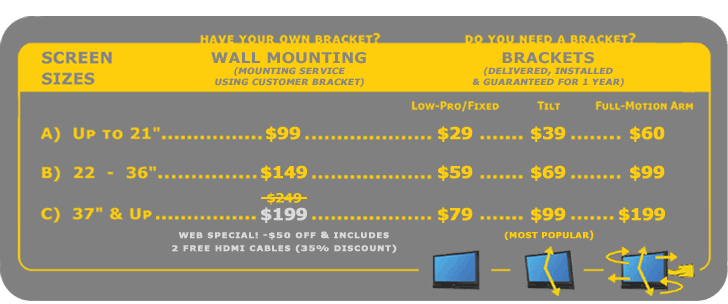 HAVE YOUR OWN BRACKET? DO YOU NEED A BRACKET?
SCREEN SIZES WALL MOUNTING BRACKETS
(MOUNTING SERVICE USING CUSTOMER BRACKET) (DELIVERED, INSTALLED & GUARANTEED FOR 1 YEAR)
LOW-PRO/FIXED TILT FULL-MOTION ARM
A) UP TO 21"................$99 .................... $29 ....... $39 ........ $60
B) 22 - 36"...............$149 ................... $59 ....... $69 ........ $99
$249
C) 37" & UP ............... $199 ................... $79 ....... $99 ....... $199
WEB SPECIAL! -$50 OFF & INCLUDES (MOST POPULAR)
2 FREE HDMI CABLES (35% DISCOUNT)